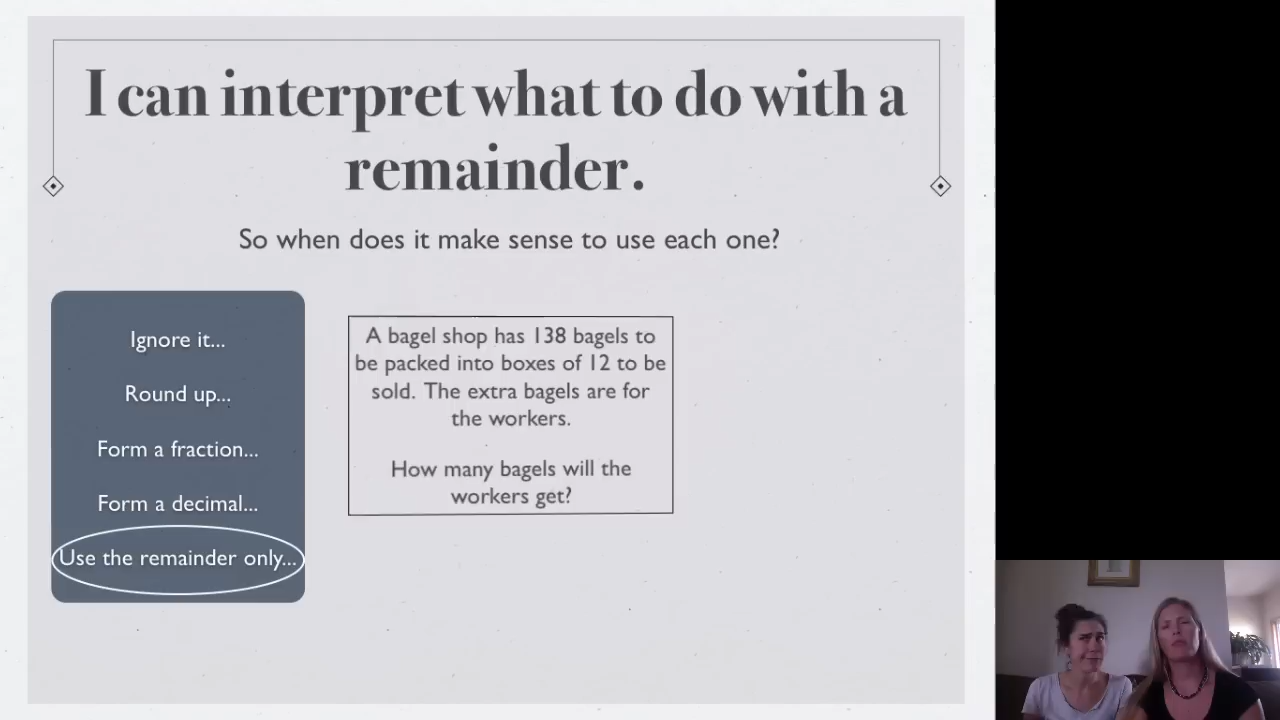 I can interpret what to do with a
remainder.
So when does it make sense to use each one?
Ignore it...
Round up...
Form a fraction...
Form a decimal...
Use the remainder only...
A bagel shop has 138 bagels to
be packed into boxes of 12 to be
sold. The extra bagels are for
the workers.
How many bagels will the
workers get?